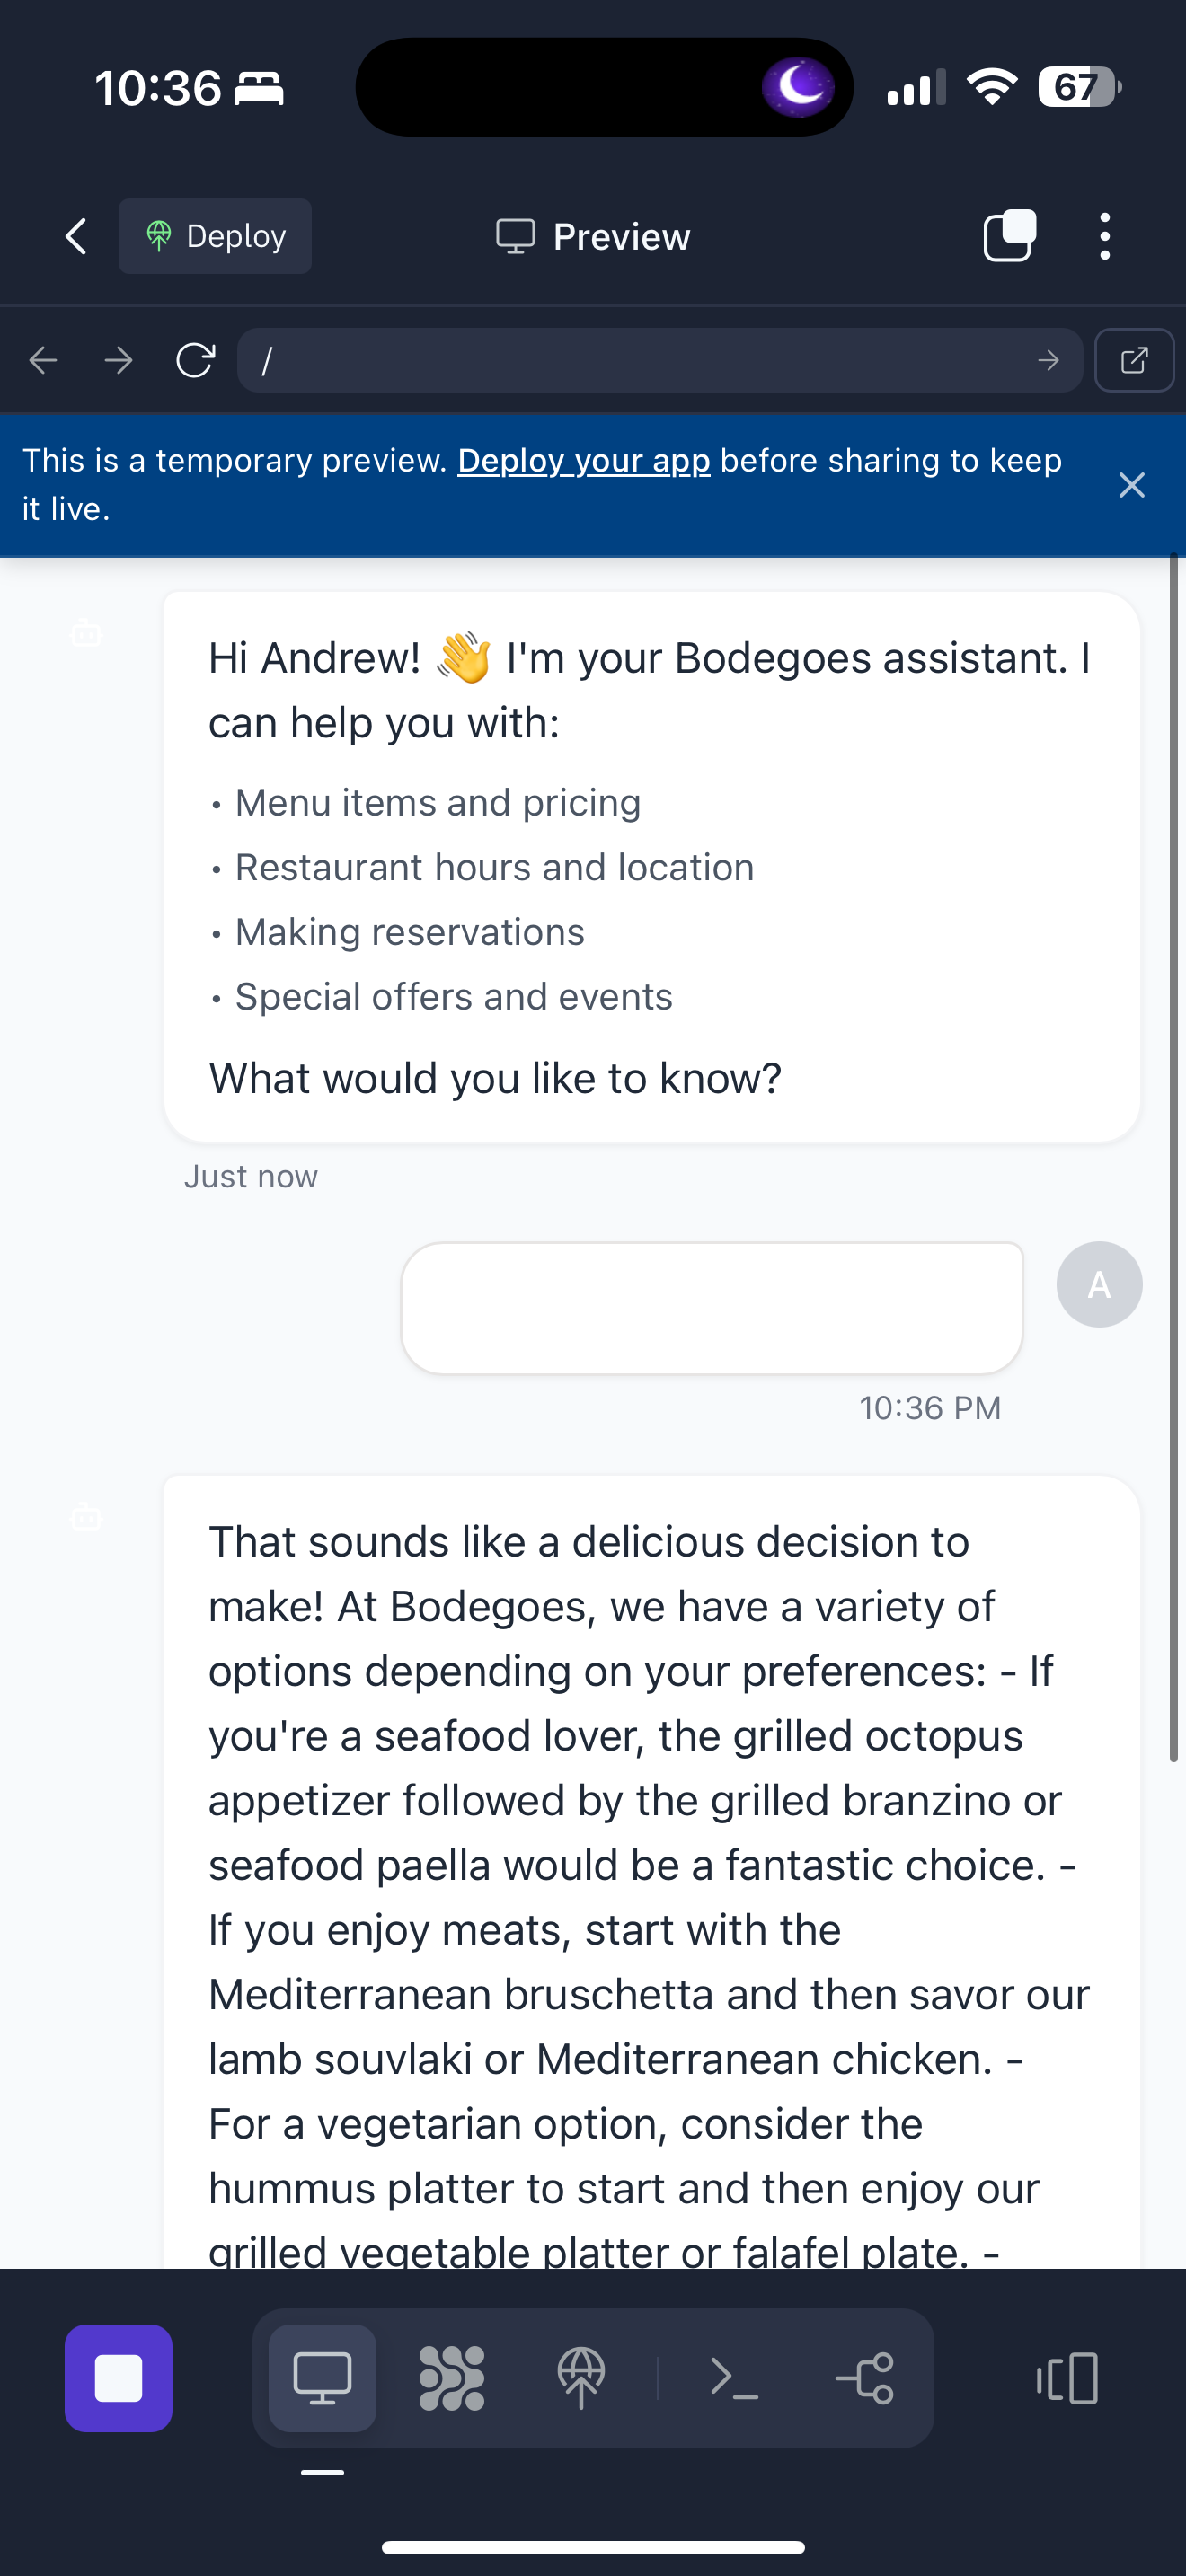 10:36
67
Deploy
Preview
/
This is a temporary preview. Deploy your app before sharing to keep
it live.
Hi Andrew! 👋 I'm your Bodegoes assistant. I
can help you with:
• Menu items and pricing
• Restaurant hours and location
• Making reservations
• Special offers and events
What would you like to know?
Just now
A
10:36 PM
That sounds like a delicious decision to
make! At Bodegoes, we have a variety of
options depending on your preferences: - If
you're a seafood lover, the grilled octopus
appetizer followed by the grilled branzino or
seafood paella would be a fantastic choice. -
If you enjoy meats, start with the
Mediterranean bruschetta and then savor our
lamb souvlaki or Mediterranean chicken. -
For a vegetarian option, consider the
hummus platter to start and then enjoy our
grilled vegetable platter or falafel plate. -